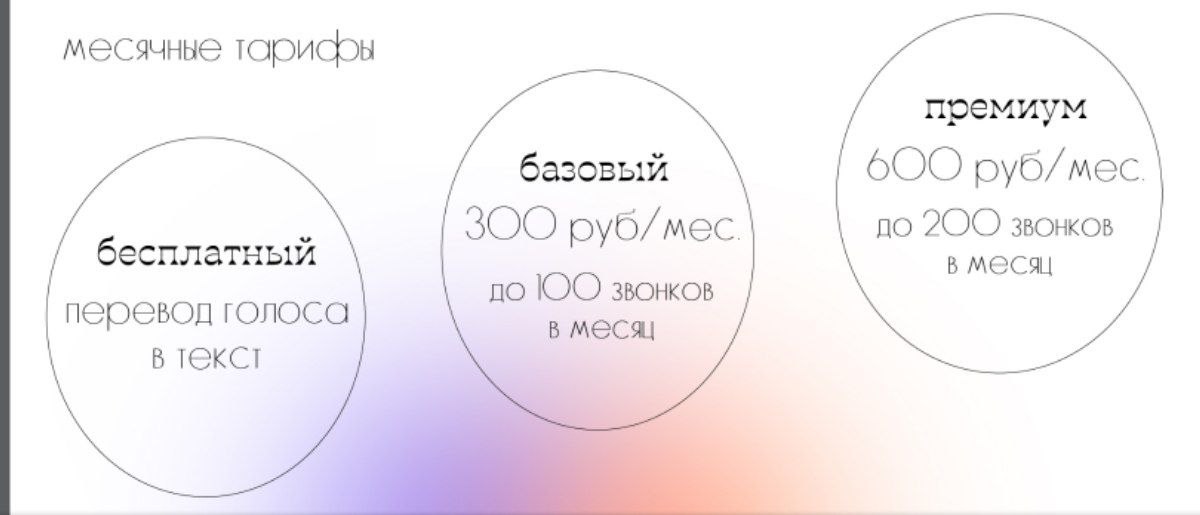 месячные тарифы
бесплатный
перевод голоса
в текст
базовый
300 руб/мес.
до 100 звонков
в месяц
премиум
600 руб/мес.
до 200 звонков
в месяц